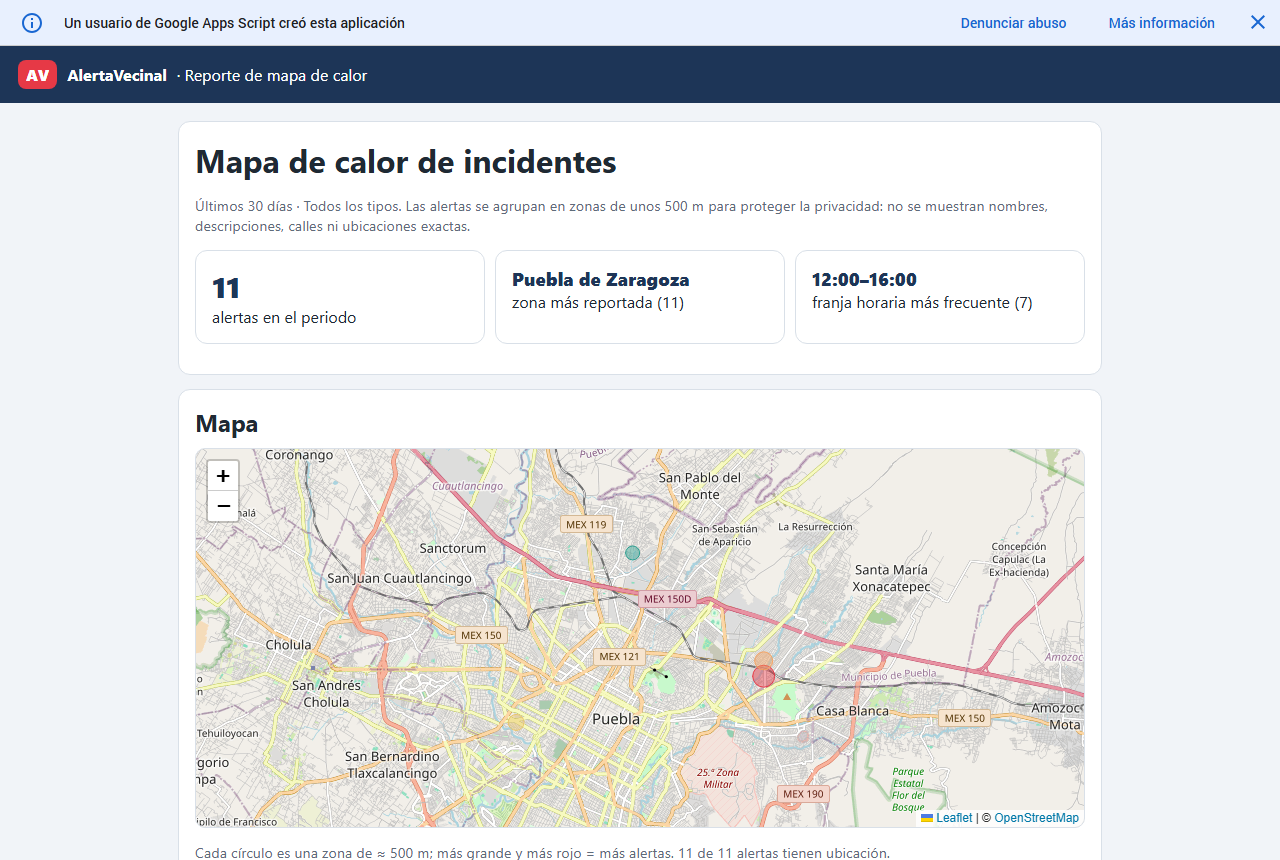 Un usuario de Google Apps Script creó esta aplicación
Denunciar abuso
Más información
AV AlertaVecinal · Reporte de mapa de calor
Mapa de calor de incidentes
Últimos 30 días · Todos los tipos. Las alertas se agrupan en zonas de unos 500 m para proteger la privacidad: no se muestran nombres,
descripciones, calles ni ubicaciones exactas.
11
alertas en el periodo
Puebla de Zaragoza
zona más reportada (11)
12:00–16:00
franja horaria más frecuente (7)
Mapa
+
−
Coronango
Cuautlancingo
San Pablo del
Monte
MEX 119
San Sebastián
de Aparicio
La Resurrección
Sanctorum
Concepción
Capulac (La
Ex-hacienda)
San Juan Cuautlancingo
Santa María
Xonacatepec
MEX 150D
MEX 150
Cholula
MEX 121
Amozoc
Municipio de Puebla
San Andrés
Cholula
Puebla
Casa Blanca
MEX 150
Amozoc
Mota
Tehuiloyocan
San Bernardino
Tlaxcalancingo
25.ª Zona
Militar
Parque
Estatal
Flor del
Bosque
MEX 190
Leaflet | © OpenStreetMap
Cada círculo es una zona de ≈ 500 m; más grande y más rojo = más alertas. 11 de 11 alertas tienen ubicación.